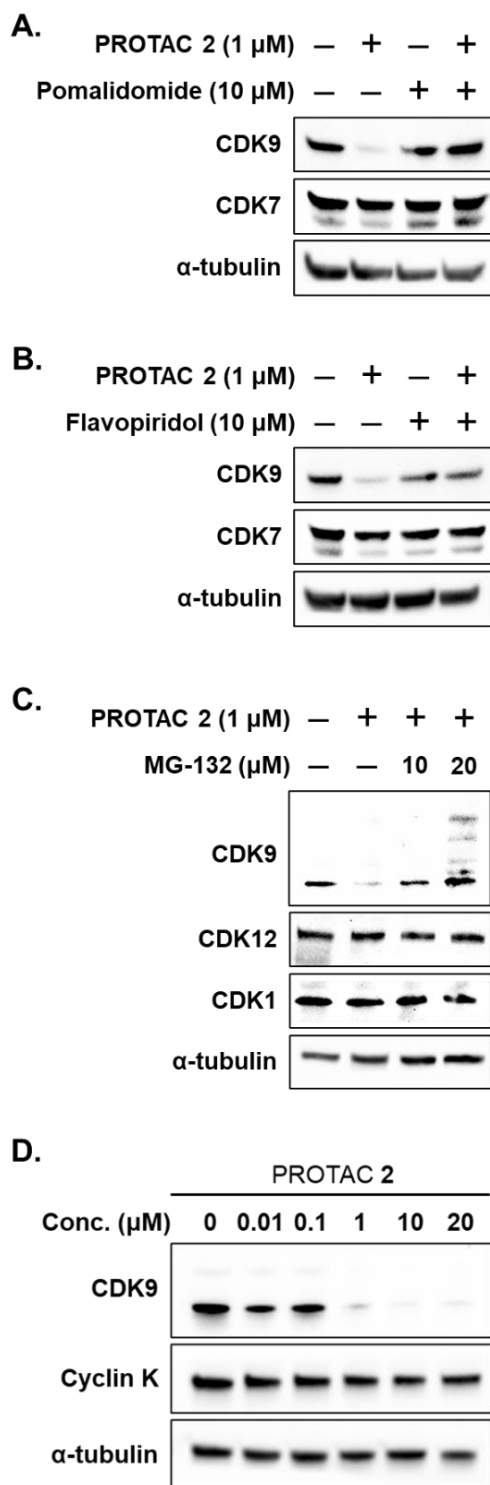 A.
PROTAC 2 (1 µM) – + – +
Pomalidomide (10 µM) – – + +
CDK9
CDK7
α-tubulin
B.
PROTAC 2 (1 µM) – + – +
Flavopiridol (10 µM) – – + +
CDK9
CDK7
α-tubulin
C.
PROTAC 2 (1 µM) – + + +
MG-132 (µM) – – 10 20
CDK9
CDK12
CDK1
α-tubulin
D.
PROTAC 2
Conc. (µM) 0 0.01 0.1 1 10 20
CDK9
Cyclin K
α-tubulin